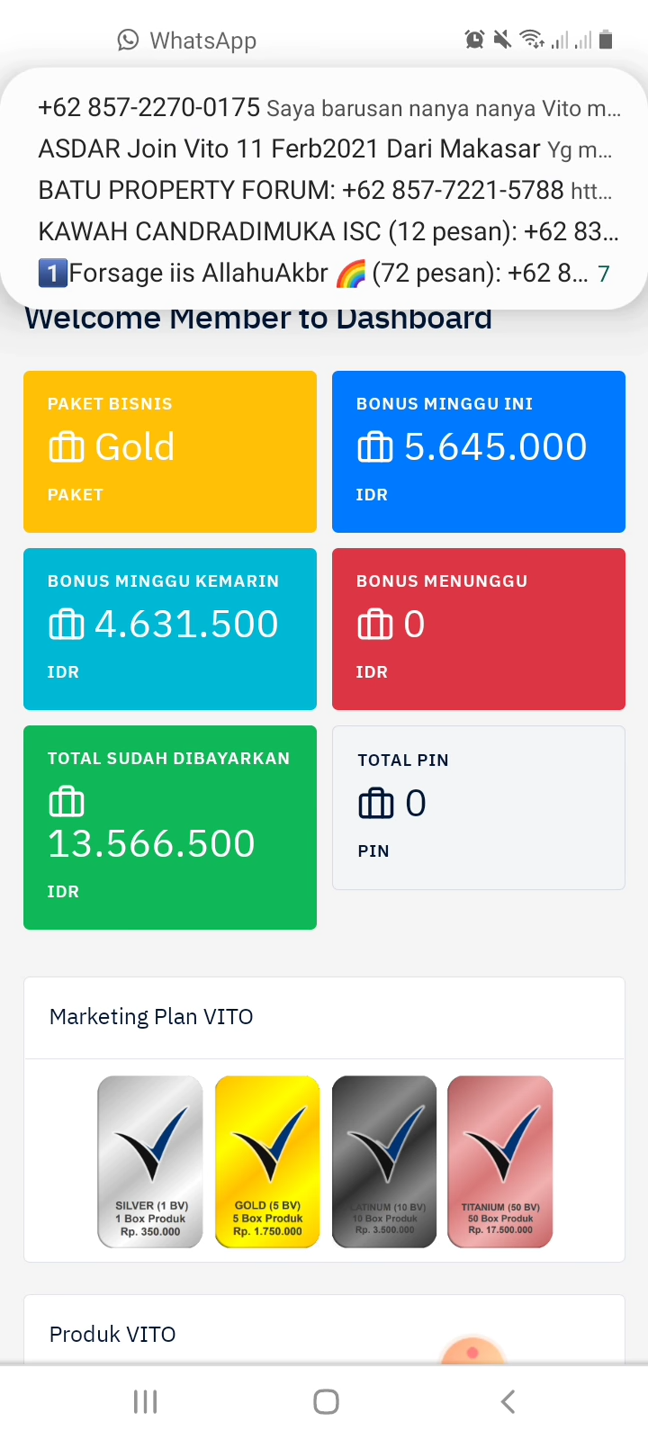 WhatsApp
+62 857-2270-0175 Saya barusan nanya nanya Vito m...
ASDAR Join Vito 11 Ferb2021 Dari Makasar Yg m...
BATU PROPERTY FORUM: +62 857-7221-5788 htt...
KAWAH CANDRADIMUKA ISC (12 pesan): +62 83...
1️⃣Forsage iis AllahuAkbr 🌈 (72 pesan): +62 8... 7
Welcome Member to Dashboard
PAKET BISNIS
Gold
PAKET
BONUS MINGGU INI
5.645.000
IDR
BONUS MINGGU KEMARIN
4.631.500
IDR
BONUS MENUNGGU
0
IDR
TOTAL SUDAH DIBAYARKAN
13.566.500
IDR
TOTAL PIN
0
PIN
Marketing Plan VITO
SILVER (1 BV)
1 Box Produk
Rp. 350.000
GOLD (5 BV)
5 Box Produk
Rp. 1.750.000
PLATINUM (10 BV)
10 Box Produk
Rp. 3.500.000
TITANIUM (50 BV)
50 Box Produk
Rp. 17.500.000
Produk VITO